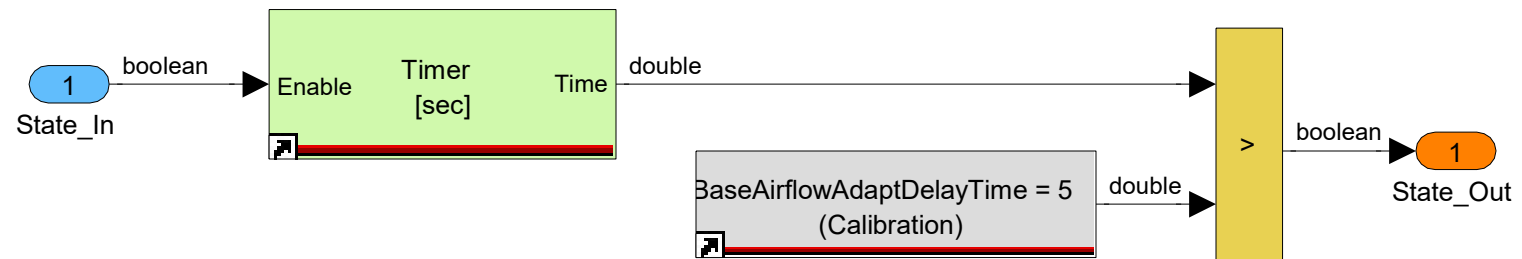 boolean
1
State_In
Enable
Timer
[sec]
Time
double
BaseAirflowAdaptDelayTime = 5
(Calibration)
double
>
boolean
1
State_Out